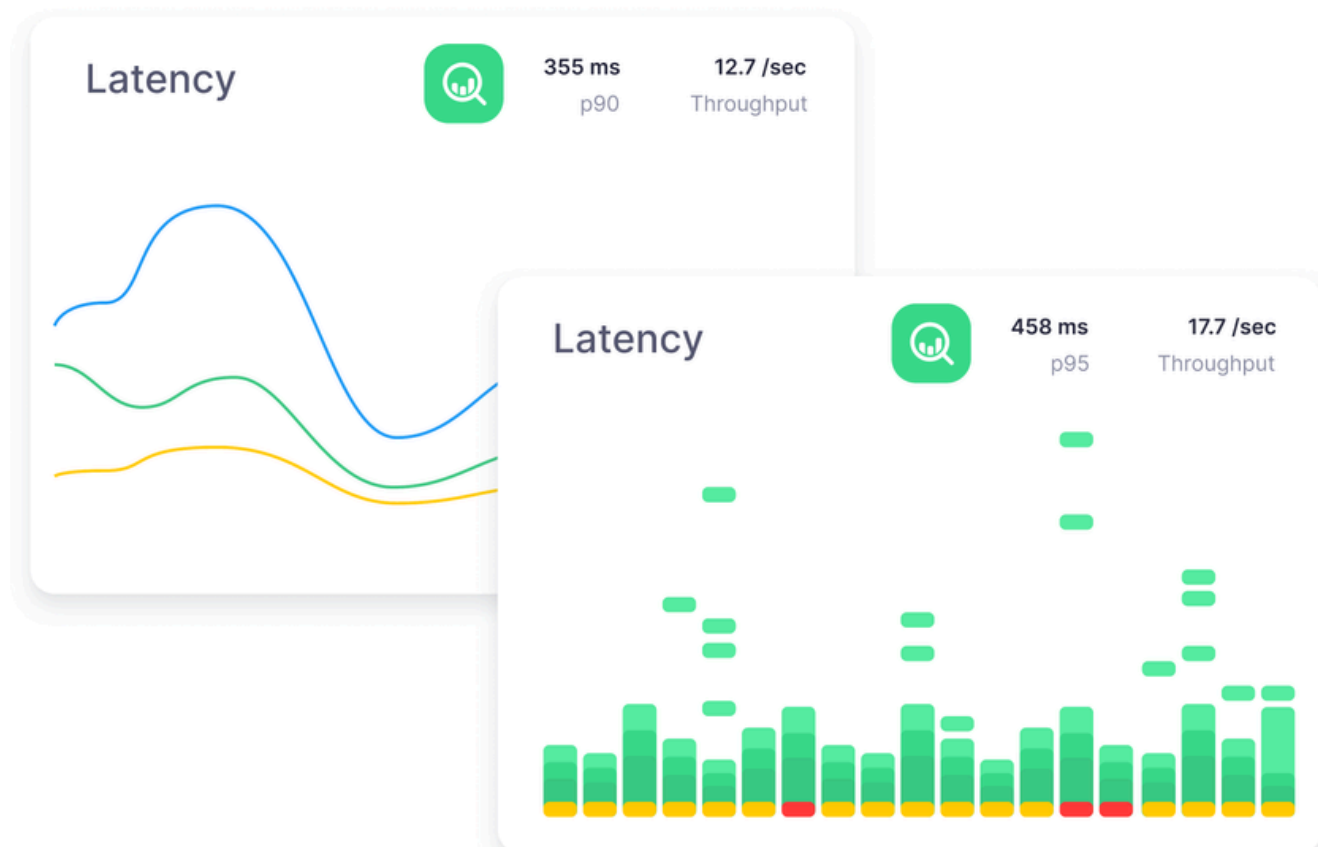 Latency
355 ms
12.7 /sec
p90
Throughput
Latency
458 ms
17.7 /sec
p95
Throughput